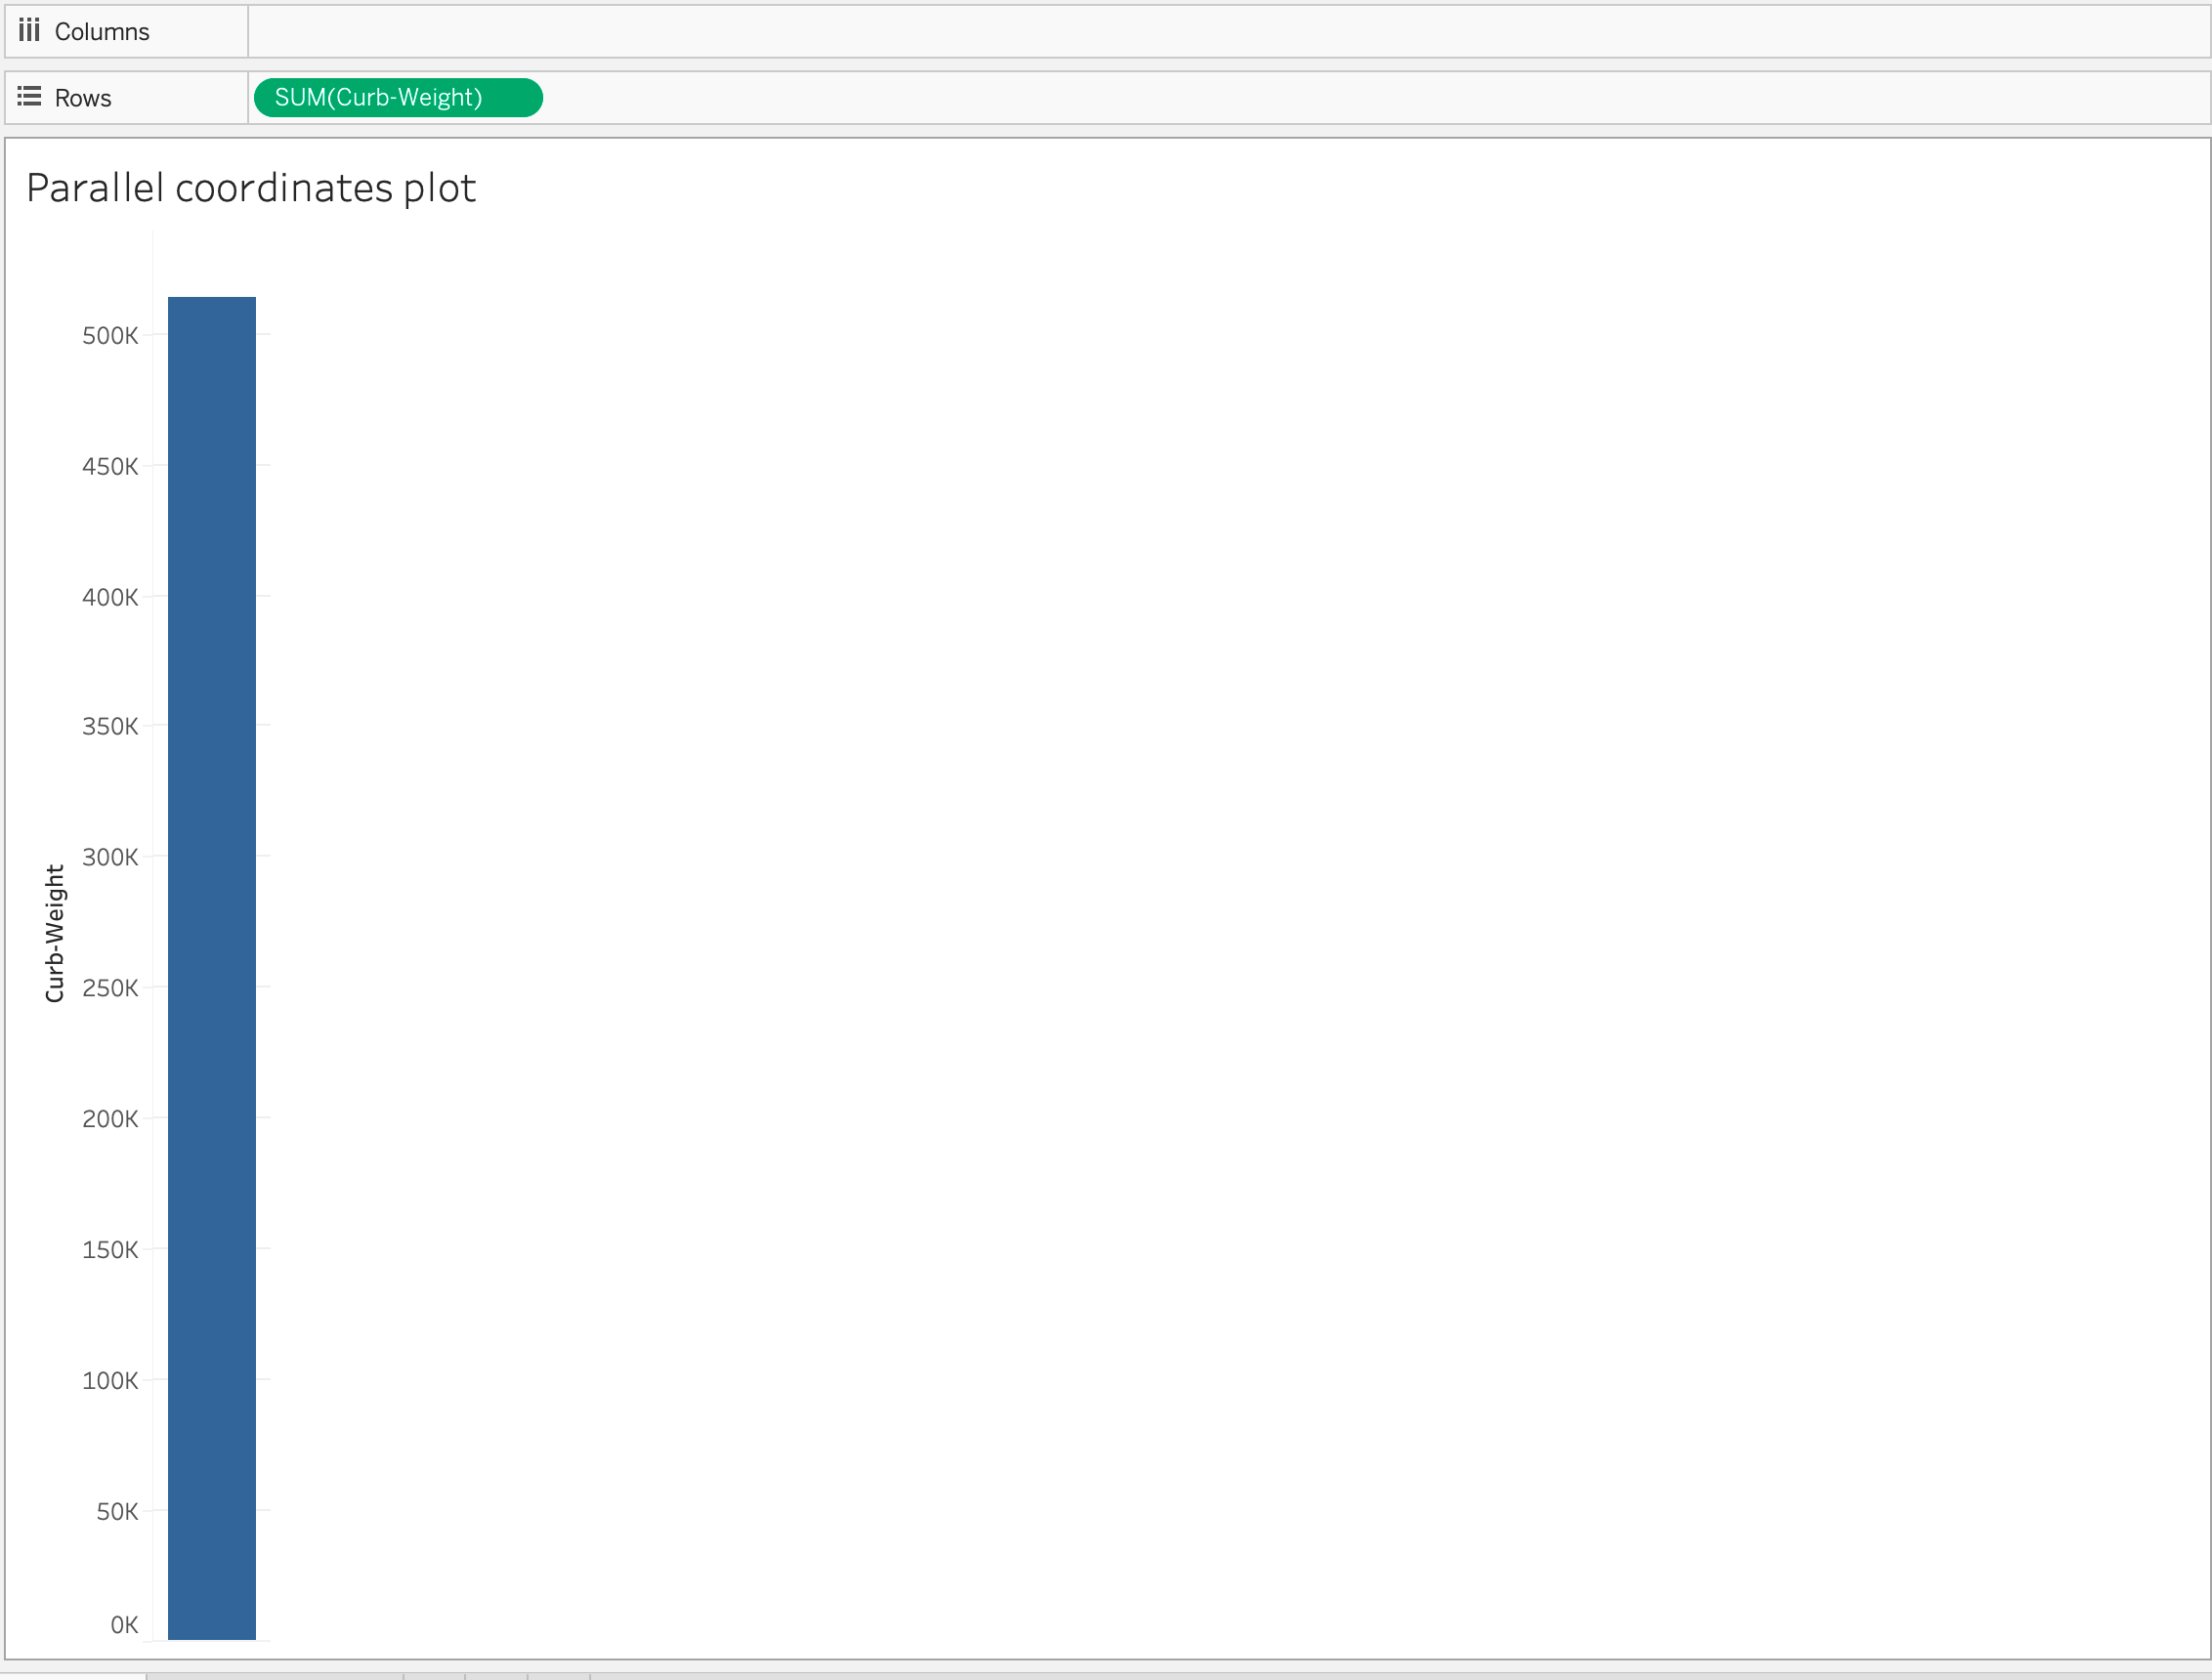 Columns
Rows
SUM(Curb-Weight)
Parallel coordinates plot
500K
450K
400K
350K
300K
250K
200K
150K
100K
50K
0K
Curb-Weight